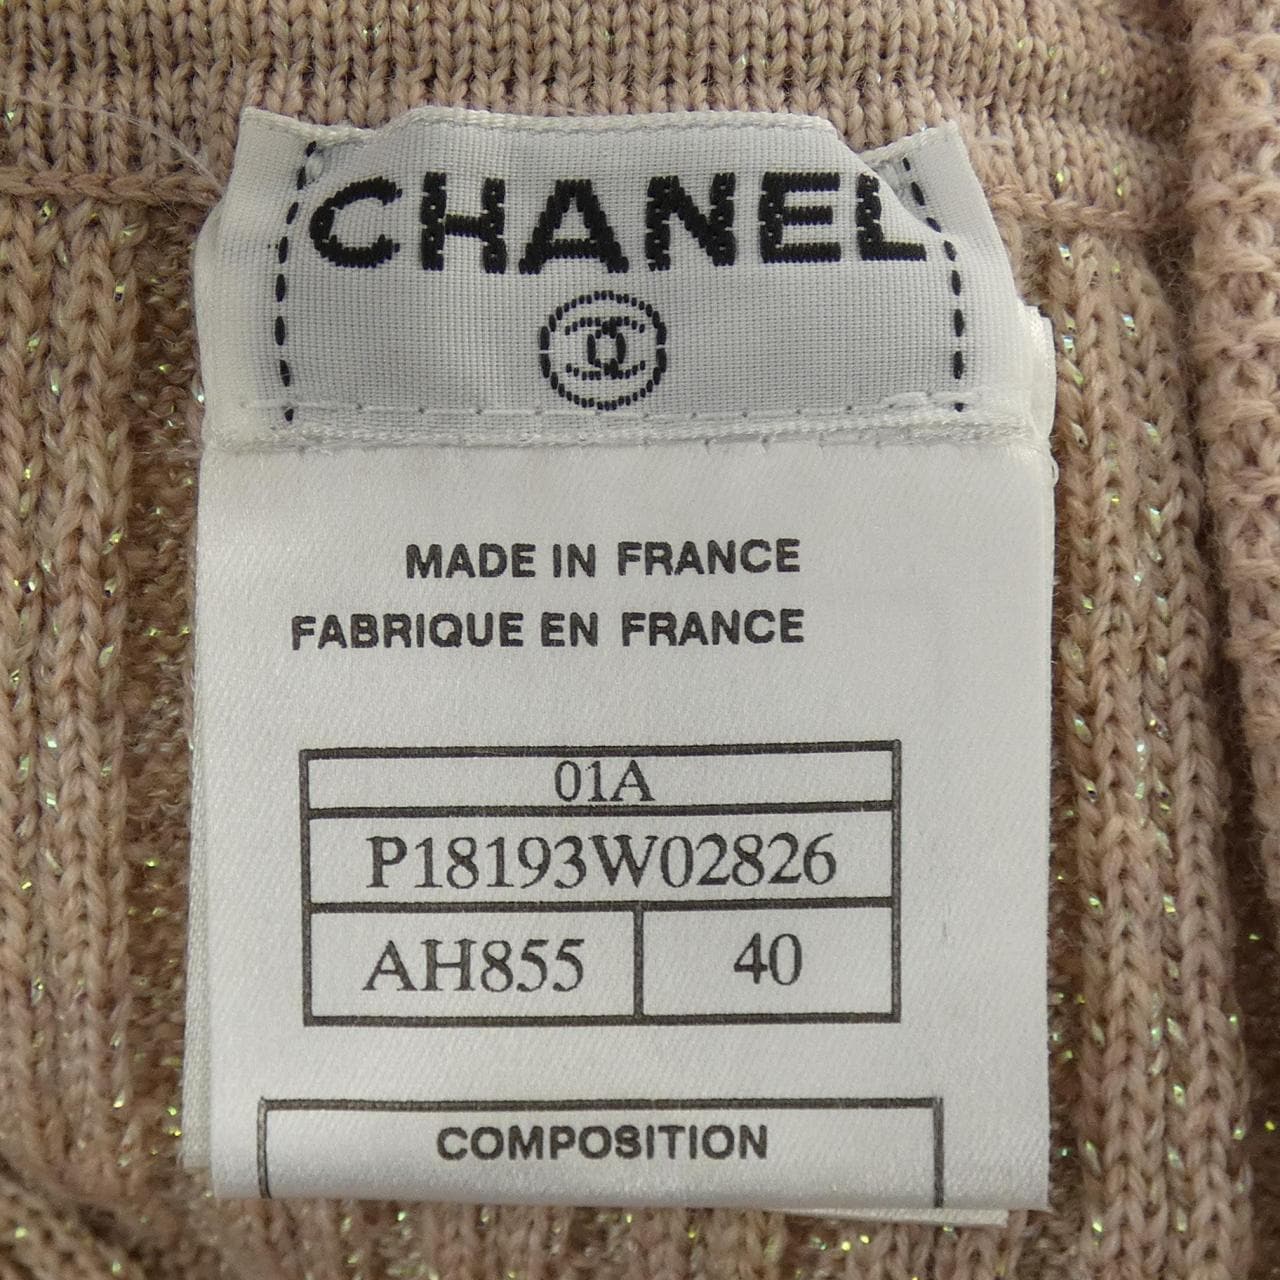 CHANEL
MADE IN FRANCE
FABRIQUE EN FRANCE
01A
P18193W02826
AH855 40
COMPOSITION